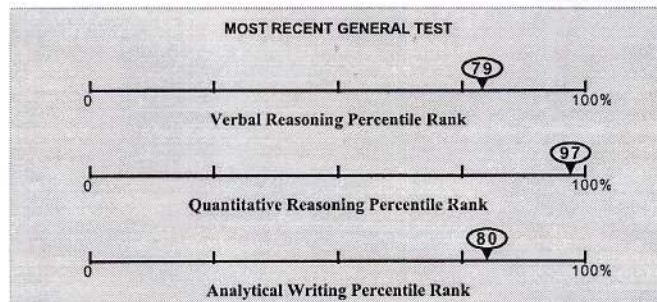 MOST RECENT GENERAL TEST
79
0 100%
Verbal Reasoning Percentile Rank
97
0 100%
Quantitative Reasoning Percentile Rank
80
0 100%
Analytical Writing Percentile Rank